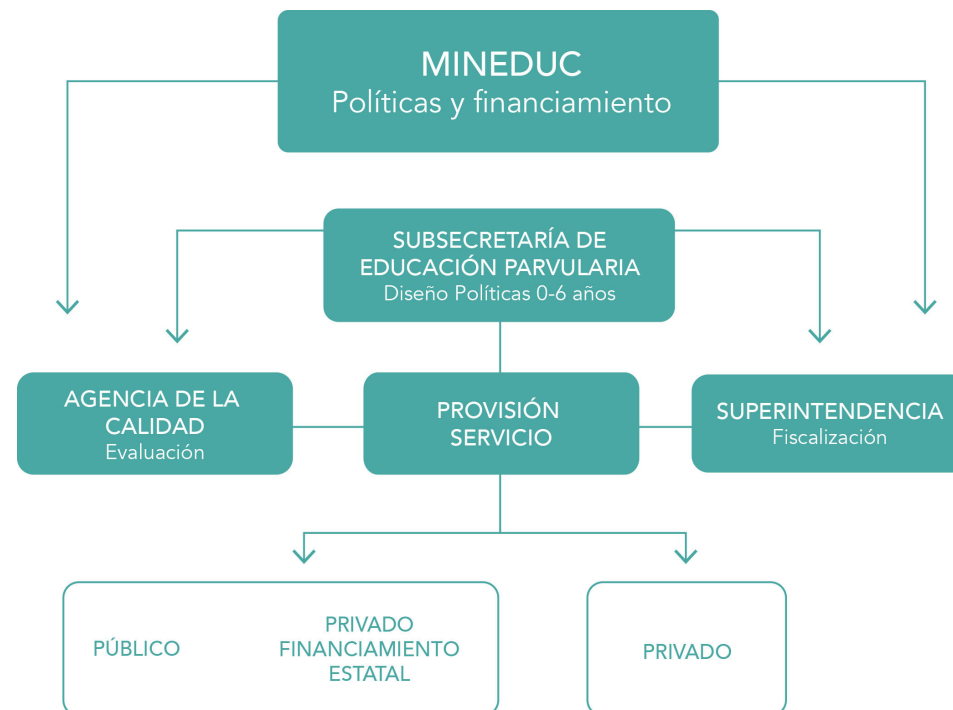 MINEDUC
Políticas y financiamiento
SUBSECRETARÍA DE
EDUCACIÓN PARVULARIA
Diseño Políticas 0-6 años
AGENCIA DE LA
CALIDAD
Evaluación
PROVISIÓN
SERVICIO
SUPERINTENDENCIA
Fiscalización
PÚBLICO
PRIVADO
FINANCIAMIENTO
ESTATAL
PRIVADO